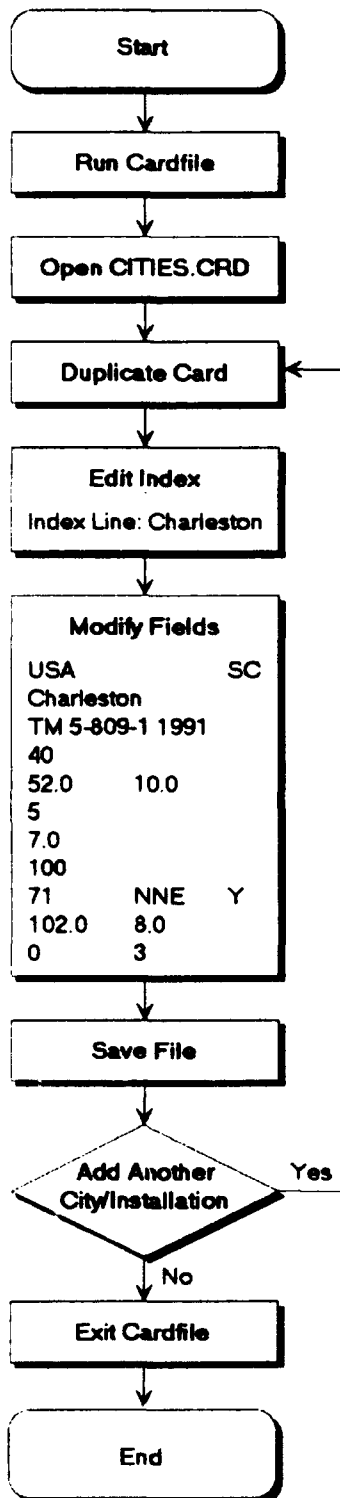 Start
Run Cardfile
Open CITIES.CRD
Duplicate Card
Edit Index
Index Line: Charleston
Modify Fields
USA SC
Charleston
TM 5-809-1 1991
40
52.0 10.0
5
7.0
100
71 NNE Y
102.0 8.0
0 3
Save File
Add Another
City/Installation
Yes
No
Exit Cardfile
End